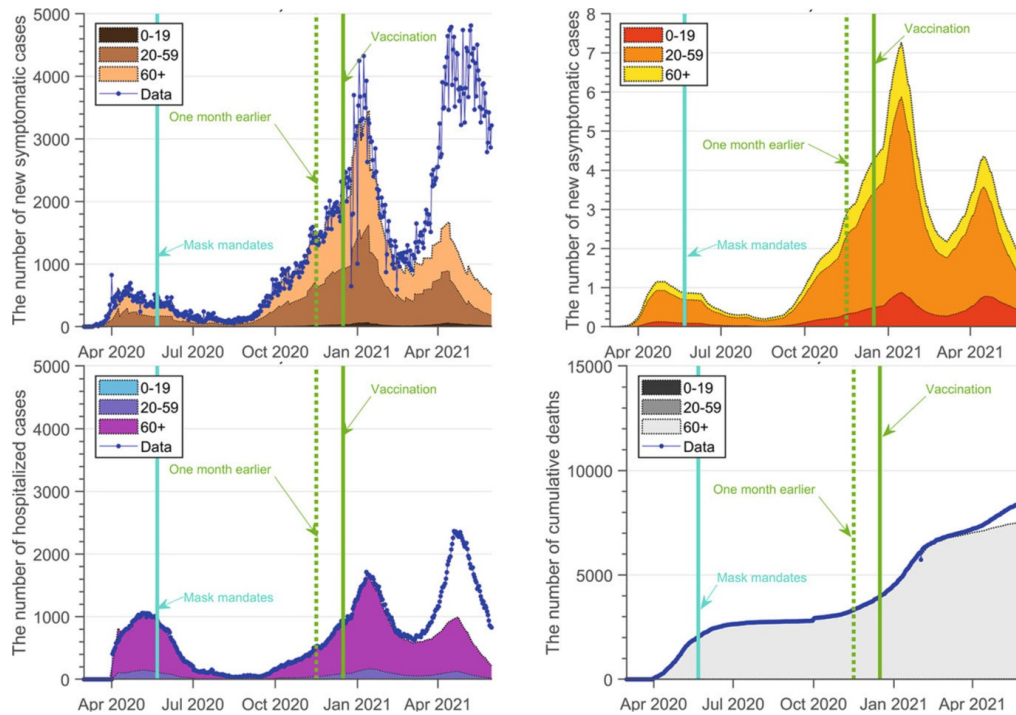 The number of new symptomatic cases
5000
4000
3000
2000
1000
0
0-19
20-59
60+
Data
Vaccination
One month earlier
Mask mandates
Apr 2020 Jul 2020 Oct 2020 Jan 2021 Apr 2021
The number of new asymptomatic cases
8
7
6
5
4
3
2
1
0
0-19
20-59
60+
Vaccination
One month earlier
Mask mandates
Apr 2020 Jul 2020 Oct 2020 Jan 2021 Apr 2021
The number of hospitalized cases
5000
4000
3000
2000
1000
0
0-19
20-59
60+
Data
Vaccination
One month earlier
Mask mandates
Apr 2020 Jul 2020 Oct 2020 Jan 2021 Apr 2021
The number of cumulative deaths
15000
10000
5000
0
0-19
20-59
60+
Data
Vaccination
One month earlier
Mask mandates
Apr 2020 Jul 2020 Oct 2020 Jan 2021 Apr 2021